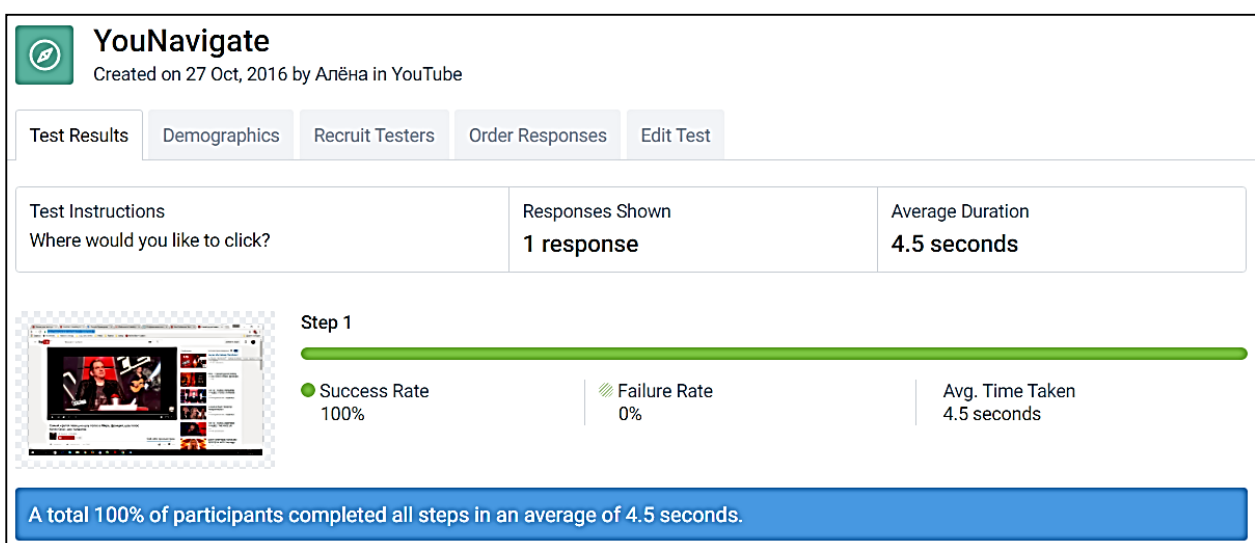 YouNavigate
Created on 27 Oct, 2016 by Алёна in YouTube
Test Results
Demographics
Recruit Testers
Order Responses
Edit Test
Test Instructions
Where would you like to click?
Responses Shown
1 response
Average Duration
4.5 seconds
Step 1
Success Rate
100%
Failure Rate
0%
Avg. Time Taken
4.5 seconds
A total 100% of participants completed all steps in an average of 4.5 seconds.